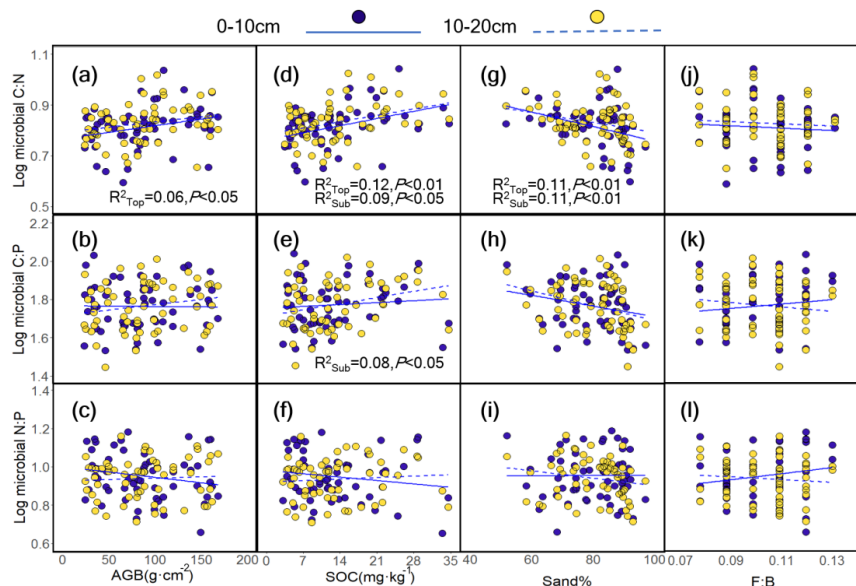 0-10cm 10-20cm
Log microbial C:N
1.1
0.9
0.7
0.5
(a)
R²Top=0.06,P<0.05
(d)
R²Top=0.12,P<0.01
R²Sub=0.09,P<0.05
(g)
R²Top=0.11,P<0.01
R²Sub=0.11,P<0.01
(j)
Log microbial C:P
2.2
2.0
1.8
1.6
1.4
(b)
(e)
R²Sub=0.08,P<0.05
(h)
(k)
Log microbial N:P
1.4
1.2
1.0
0.8
0.6
(c)
(f)
(i)
(l)
0 50 100 150 200
AGB(g·cm⁻²)
0 7 14 21 28 35
SOC(mg·kg⁻¹)
40 60 80 100
Sand%
0.07 0.09 0.11 0.13
F:B